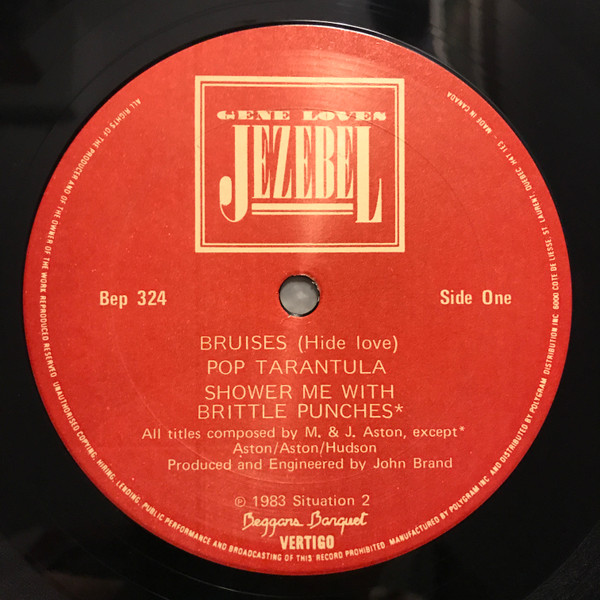 GENE LOVES
JEZEBEL
Bep 324
Side One
BRUISES (Hide love)
POP TARANTULA
SHOWER ME WITH
BRITTLE PUNCHES*
All titles composed by M. & J. Aston, except*
Aston/Aston/Hudson
Produced and Engineered by John Brand
℗ 1983 Situation 2
Beggars Banquet
VERTIGO
ALL RIGHTS OF THE PRODUCER AND OF THE OWNER OF THE WORK REPRODUCED RESERVED. UNAUTHORISED COPYING, HIRING, LENDING, PUBLIC PERFORMANCE AND BROADCASTING OF THIS RECORD PROHIBITED. MANUFACTURED BY POLYGRAM INC. AND DISTRIBUTED BY POLYGRAM DISTRIBUTION INC 6000 COTE DE LIESSE, ST LAURENT, QUEBEC, H4T 1E3 - MADE IN CANADA